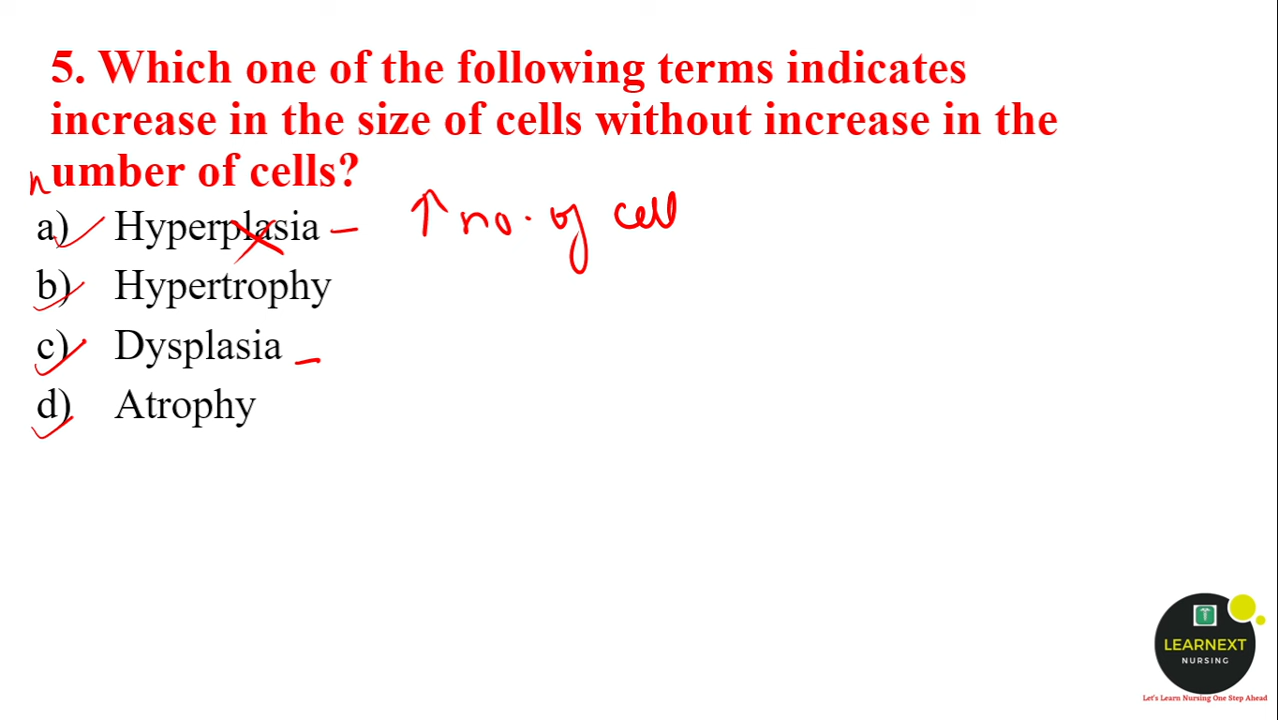 5. Which one of the following terms indicates
increase in the size of cells without increase in the
number of cells?
a) Hyperplasia – ↑ no. of cell
b) Hypertrophy
c) Dysplasia –
d) Atrophy
T
LEARNEXT
NURSING
Let's Learn Nursing One Step Ahead